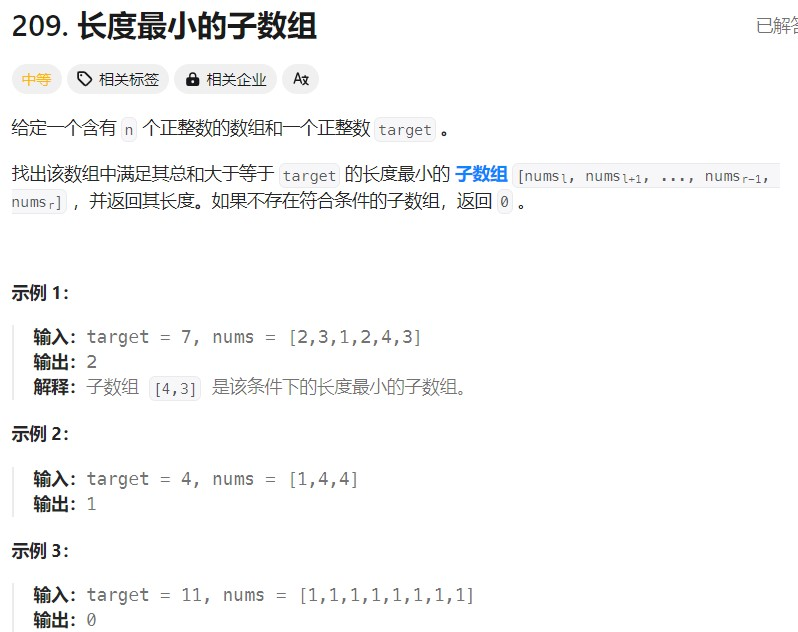 209. 长度最小的子数组
已解答
中等 相关标签 相关企业 Aあ
给定一个含有 n 个正整数的数组和一个正整数 target 。
找出该数组中满足其总和大于等于 target 的长度最小的 子数组 [numsl, numsl+1, ..., numsr-1,
numsr] ，并返回其长度。如果不存在符合条件的子数组，返回 0 。
示例 1：
输入：target = 7, nums = [2,3,1,2,4,3]
输出：2
解释：子数组 [4,3] 是该条件下的长度最小的子数组。
示例 2：
输入：target = 4, nums = [1,4,4]
输出：1
示例 3：
输入：target = 11, nums = [1,1,1,1,1,1,1,1]
输出：0